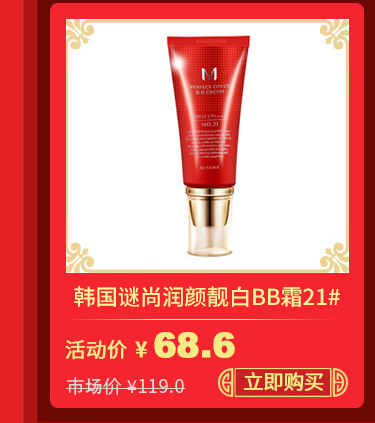 M
PERFECT COVER
B.B CREAM
NO.21
MISSHA
韩国谜尚润颜靓白BB霜21#
活动价 ¥ 68.6
市场价 ¥119.0
立即购买